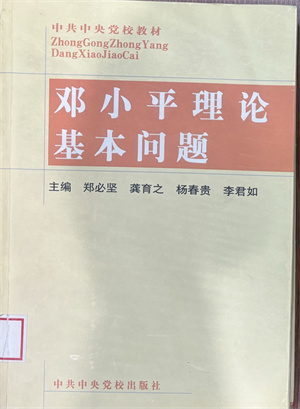 中共中央党校教材
ZhongGongZhongYang
DangXiaoJiaoCai
邓小平理论
基本问题
主编 郑必坚 龚育之 杨春贵 李君如
中共中央党校出版社